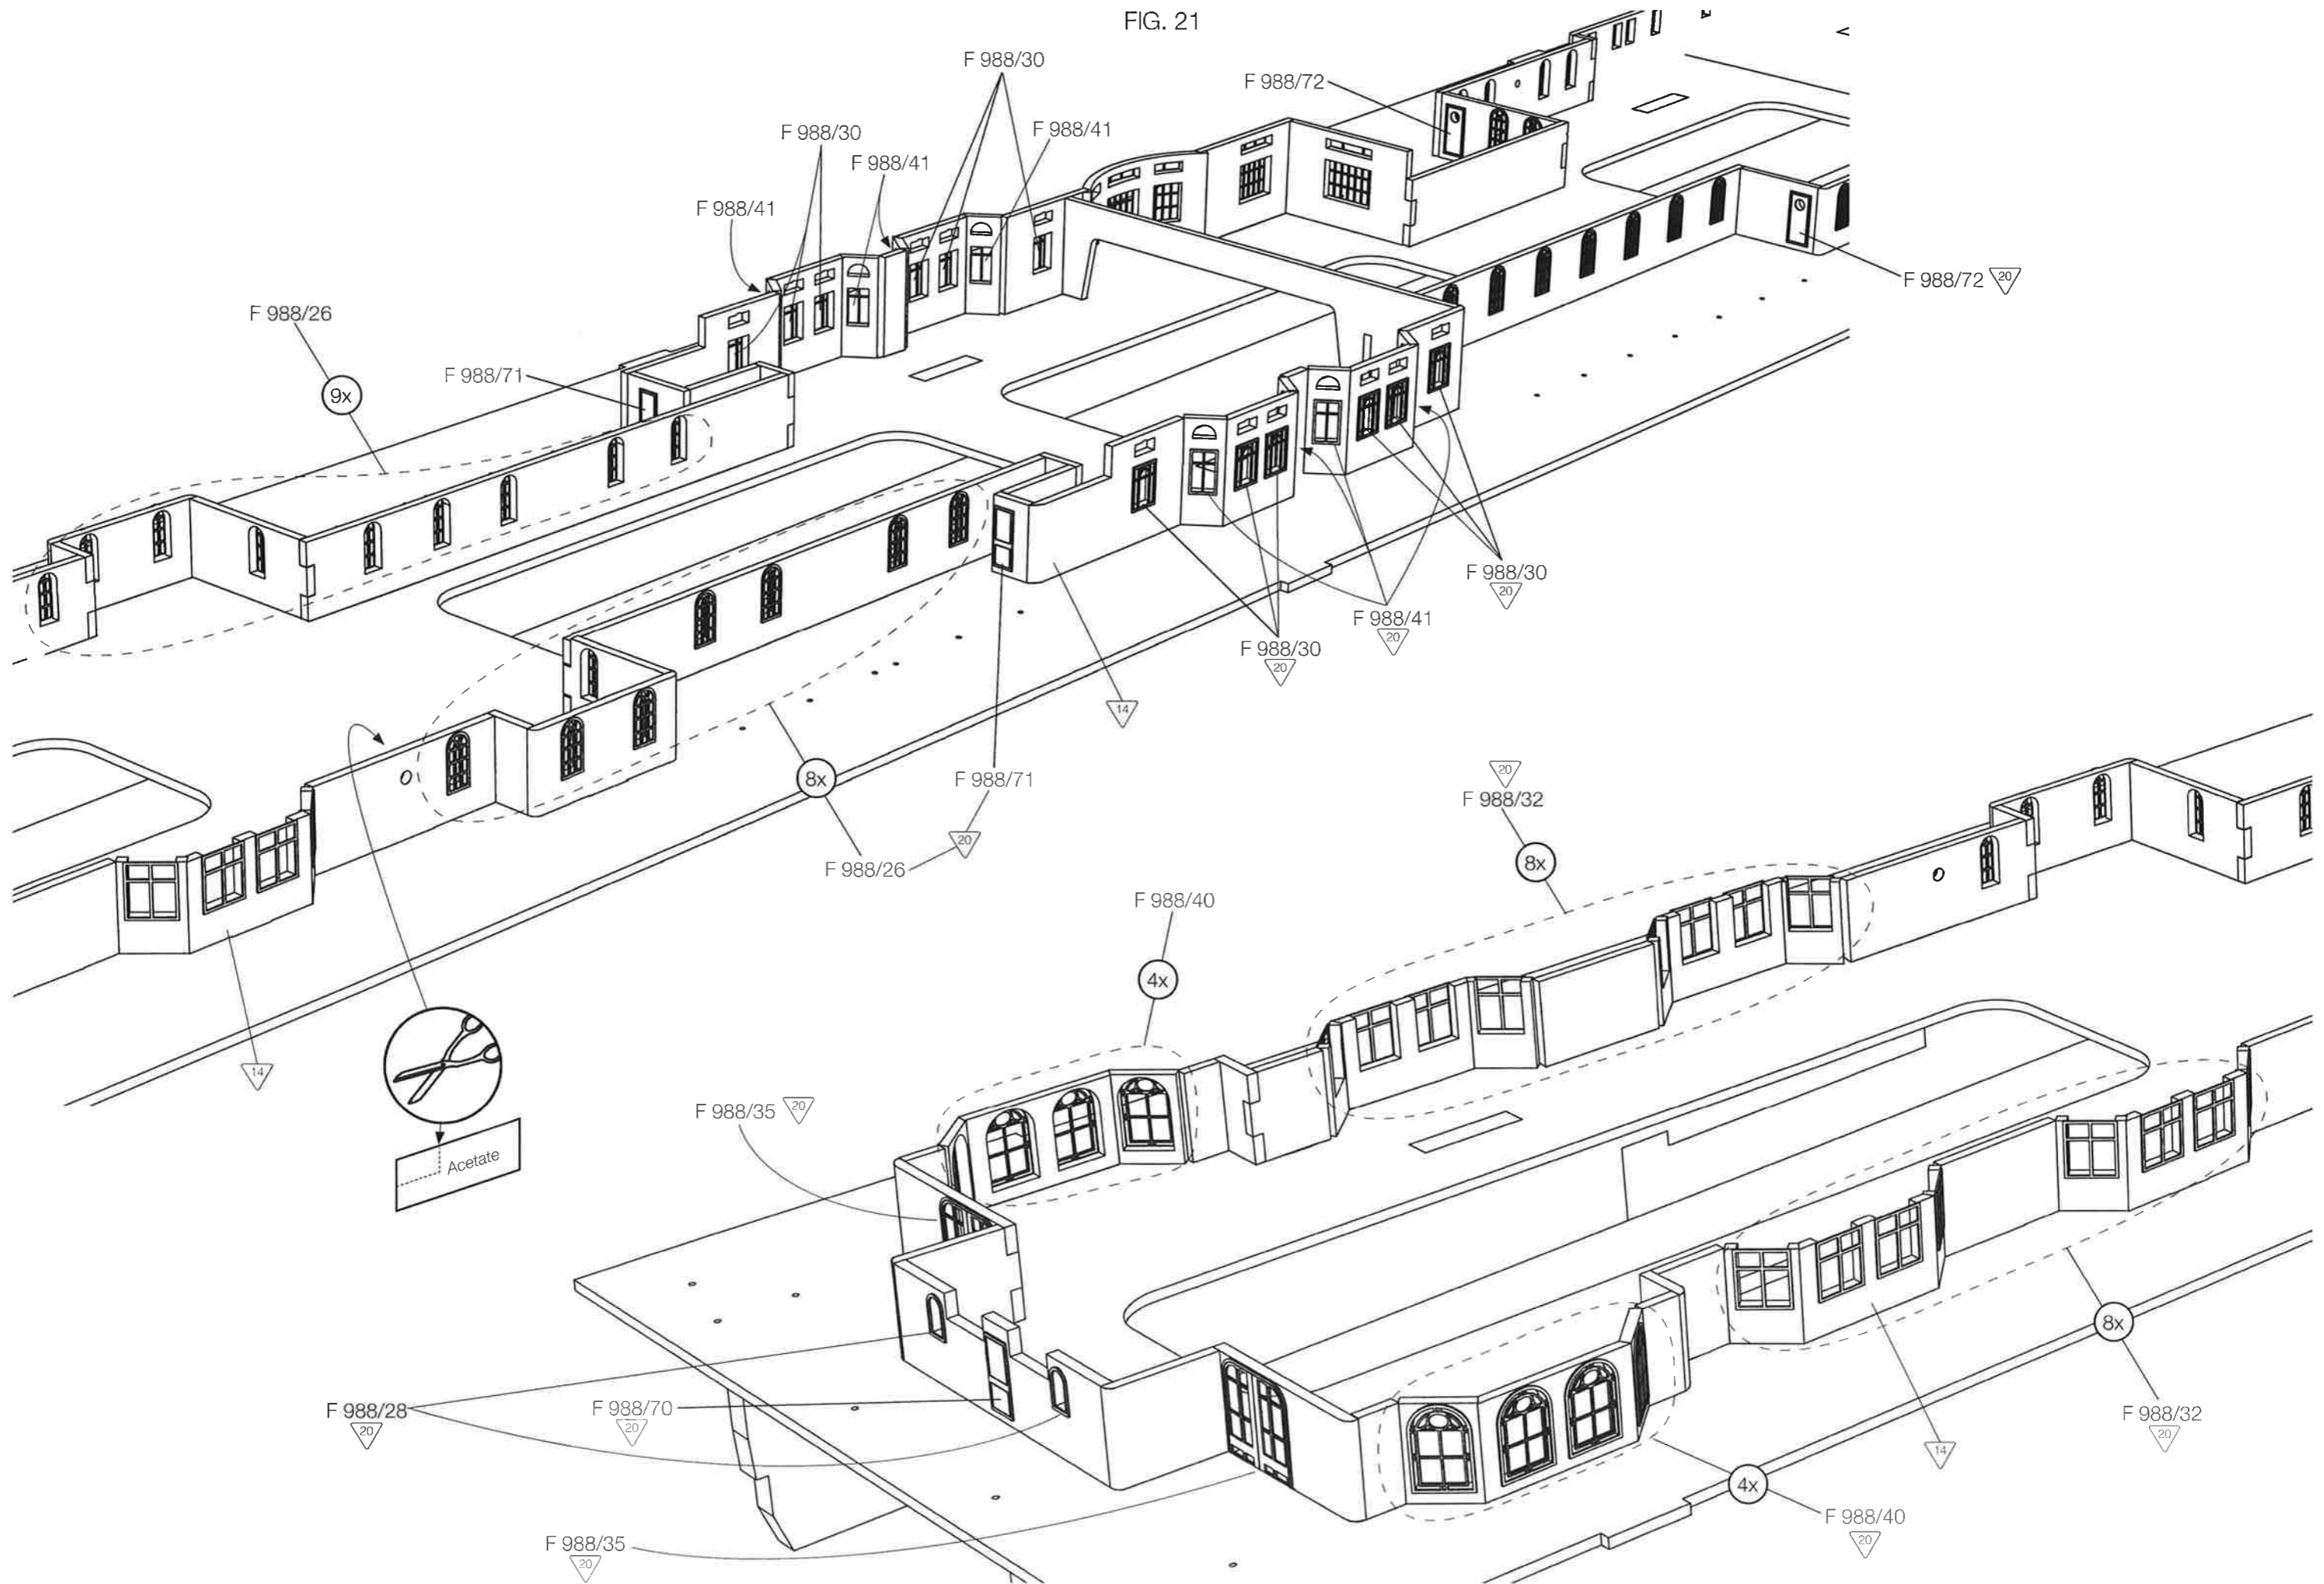 FIG. 21
F 988/30
F 988/72
F 988/30
F 988/41
F 988/41
F 988/41
F 988/72 20
F 988/26
9x
F 988/71
F 988/30
20
F 988/41
20
F 988/30
20
14
8x
F 988/71
20
F 988/26
20
F 988/32
8x
F 988/40
4x
14
Acetate
F 988/35 20
F 988/28
20
F 988/70
20
8x
F 988/32
20
14
4x
F 988/40
20
F 988/35
20